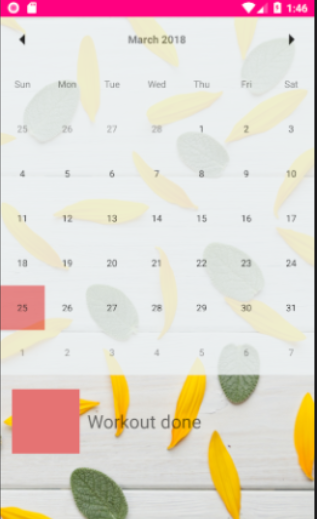 1:46
March 2018
Sun Mon Tue Wed Thu Fri Sat
25 26 27 28 1 2 3
4 5 6 7 8 9 10
11 12 13 14 15 16 17
18 19 20 21 22 23 24
25 26 27 28 29 30 31
1 2 3 4 5 6 7
Workout done